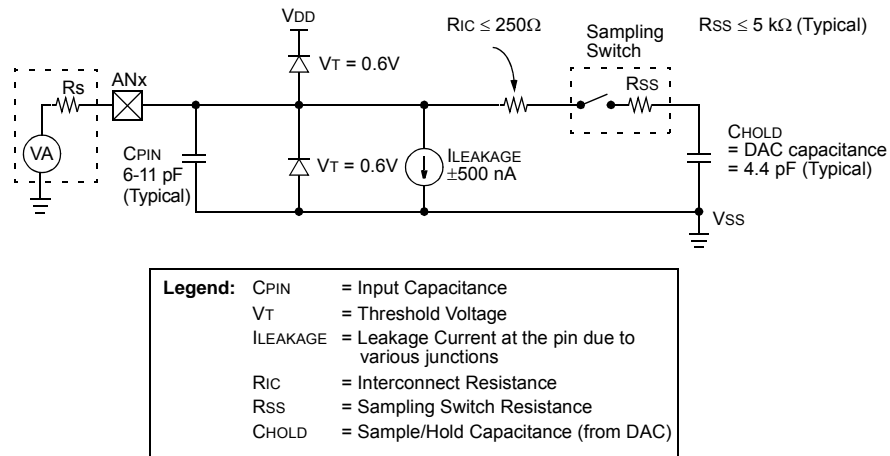 VDD
RIC ≤ 250Ω
Sampling
Switch
RSS ≤ 5 kΩ (Typical)
Rs
ANx
VT = 0.6V
RSS
VA
CPIN
6-11 pF
(Typical)
VT = 0.6V
ILEAKAGE
±500 nA
CHOLD
= DAC capacitance
= 4.4 pF (Typical)
VSS
Legend: CPIN = Input Capacitance
VT = Threshold Voltage
ILEAKAGE = Leakage Current at the pin due to
various junctions
RIC = Interconnect Resistance
RSS = Sampling Switch Resistance
CHOLD = Sample/Hold Capacitance (from DAC)